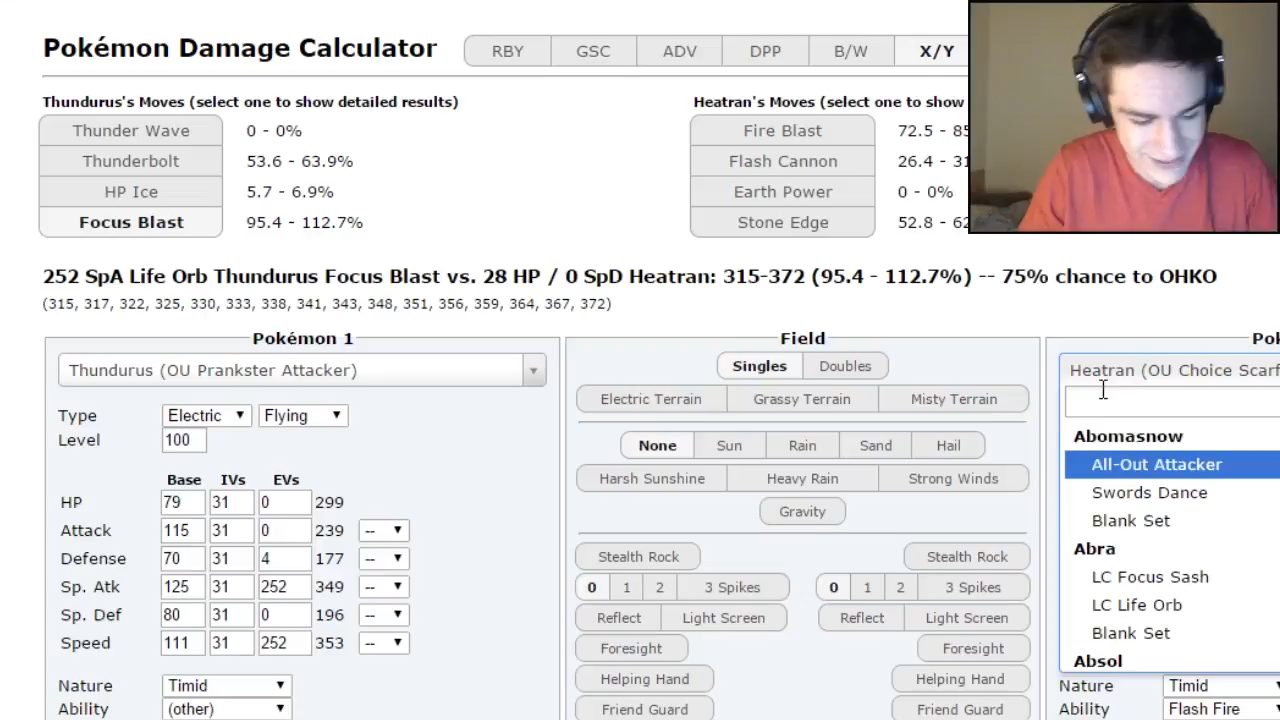 Pokémon Damage Calculator RBY GSC ADV DPP B/W X/Y
Thundurus's Moves (select one to show detailed results) Heatran's Moves (select one to show
Thunder Wave 0 - 0% Fire Blast 72.5 -
Thunderbolt 53.6 - 63.9% Flash Cannon 26.4 -
HP Ice 5.7 - 6.9% Earth Power 0 - 0%
Focus Blast 95.4 - 112.7% Stone Edge 52.8 -
252 SpA Life Orb Thundurus Focus Blast vs. 28 HP / 0 SpD Heatran: 315-372 (95.4 - 112.7%) -- 75% chance to OHKO
(315, 317, 322, 325, 330, 333, 338, 341, 343, 348, 351, 356, 359, 364, 367, 372)
Pokémon 1 Field
Thundurus (OU Prankster Attacker) Singles Doubles Heatran (OU Choice Scarf
Type Electric Flying Electric Terrain Grassy Terrain Misty Terrain
Level 100
Abomasnow
None Sun Rain Sand Hail
All-Out Attacker
Base IVs EVs Harsh Sunshine Heavy Rain Strong Winds
Swords Dance
HP 79 31 0 299 Gravity
Blank Set
Attack 115 31 0 239 --
Abra
Defense 70 31 4 177 -- Stealth Rock Stealth Rock
LC Focus Sash
Sp. Atk 125 31 252 349 -- 0 1 2 3 Spikes 0 1 2 3 Spikes
LC Life Orb
Sp. Def 80 31 0 196 -- Reflect Light Screen Reflect Light Screen
Blank Set
Speed 111 31 252 353 -- Foresight Foresight
Absol
Nature Timid Helping Hand Helping Hand Nature Timid
Ability (other) Friend Guard Friend Guard Ability Flash Fire